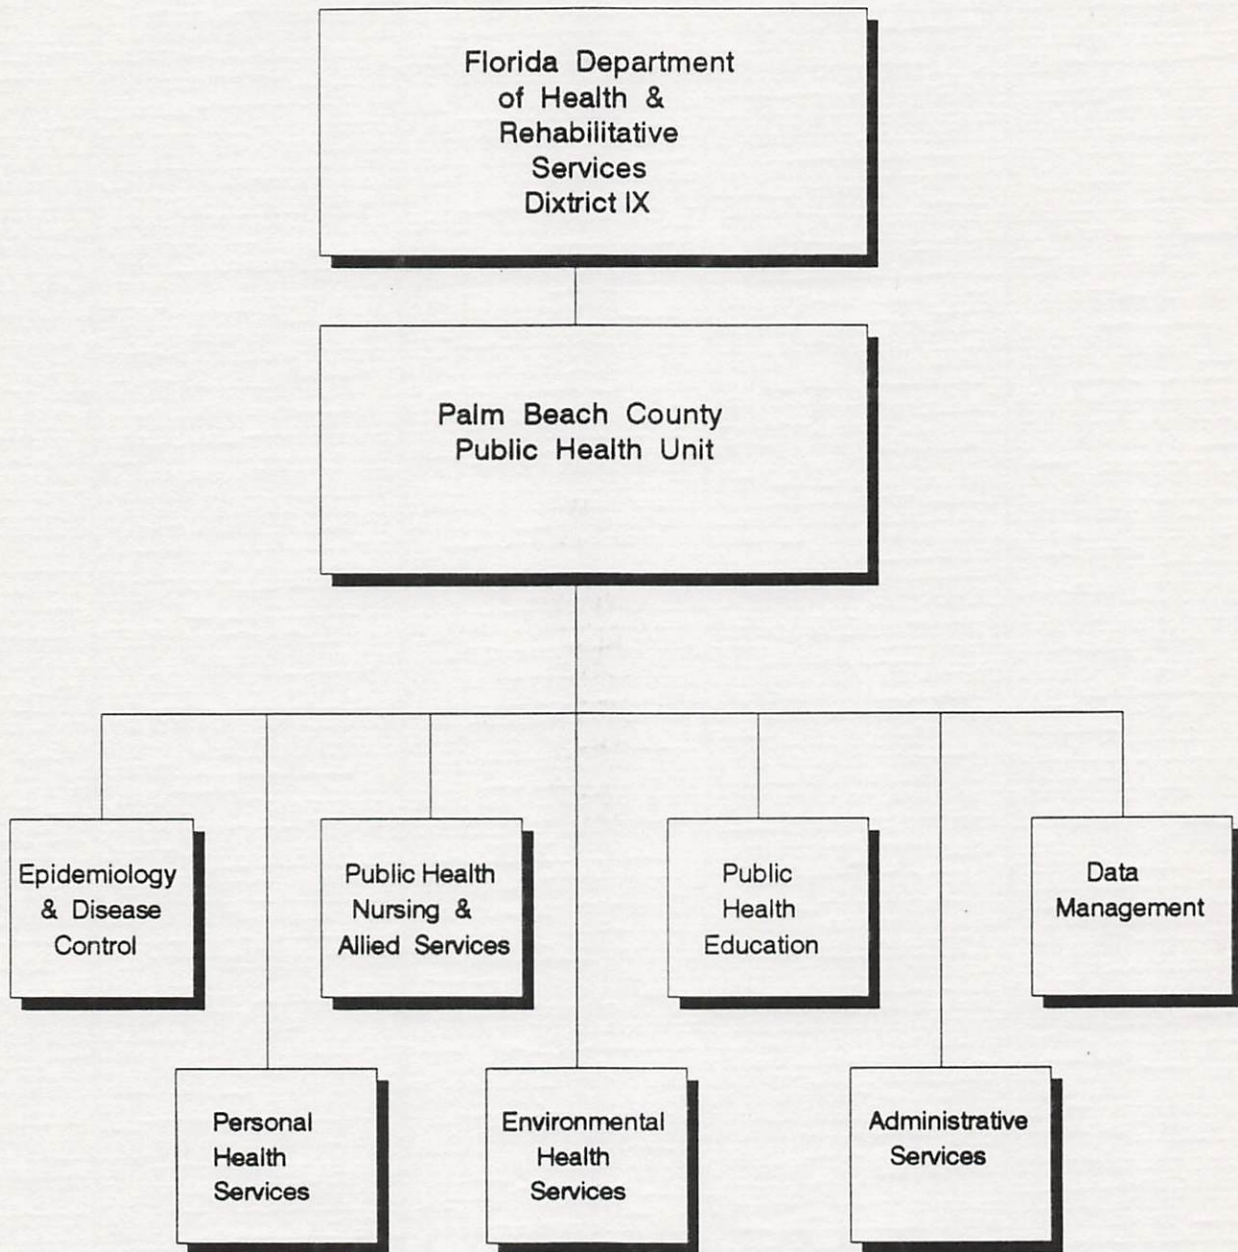 Florida Department
of Health &
Rehabilitative
Services
Dixtrict IX
Palm Beach County
Public Health Unit
Epidemiology
& Disease
Control
Public Health
Nursing &
Allied Services
Public
Health
Education
Data
Management
Personal
Health
Services
Environmental
Health
Services
Administrative
Services